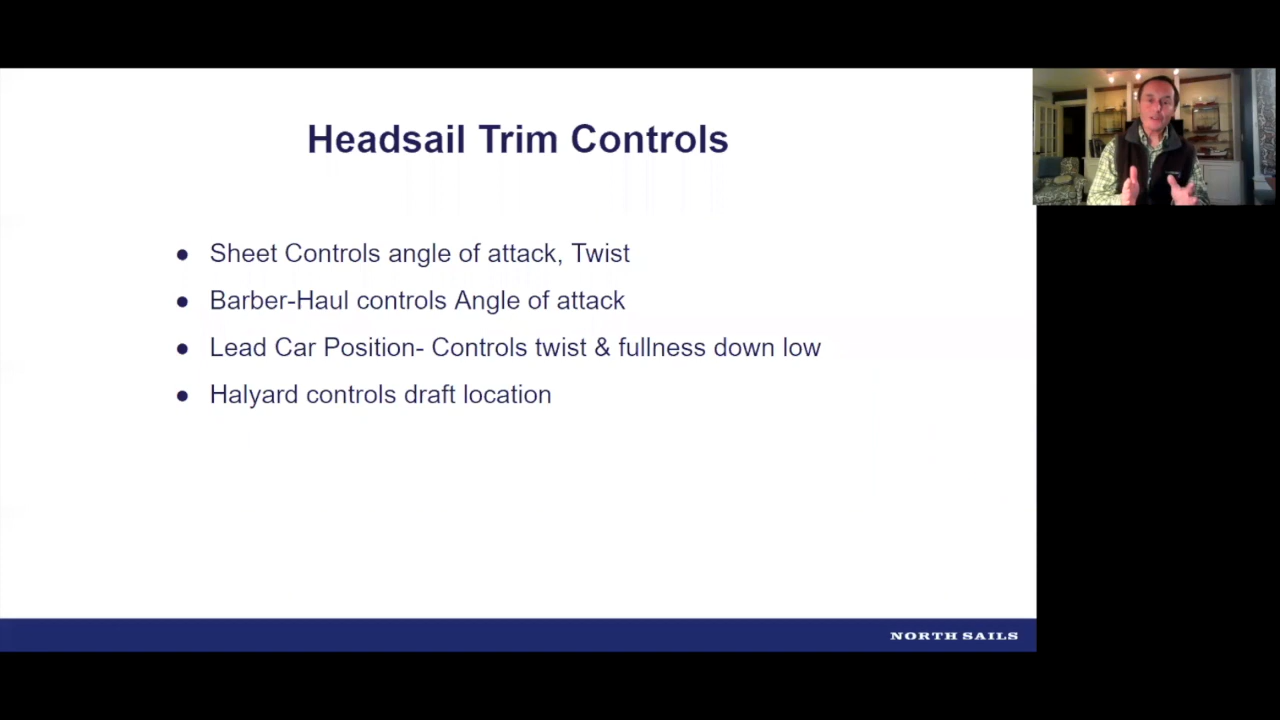 Headsail Trim Controls
● Sheet Controls angle of attack, Twist
● Barber-Haul controls Angle of attack
● Lead Car Position- Controls twist & fullness down low
● Halyard controls draft location
NORTH SAILS